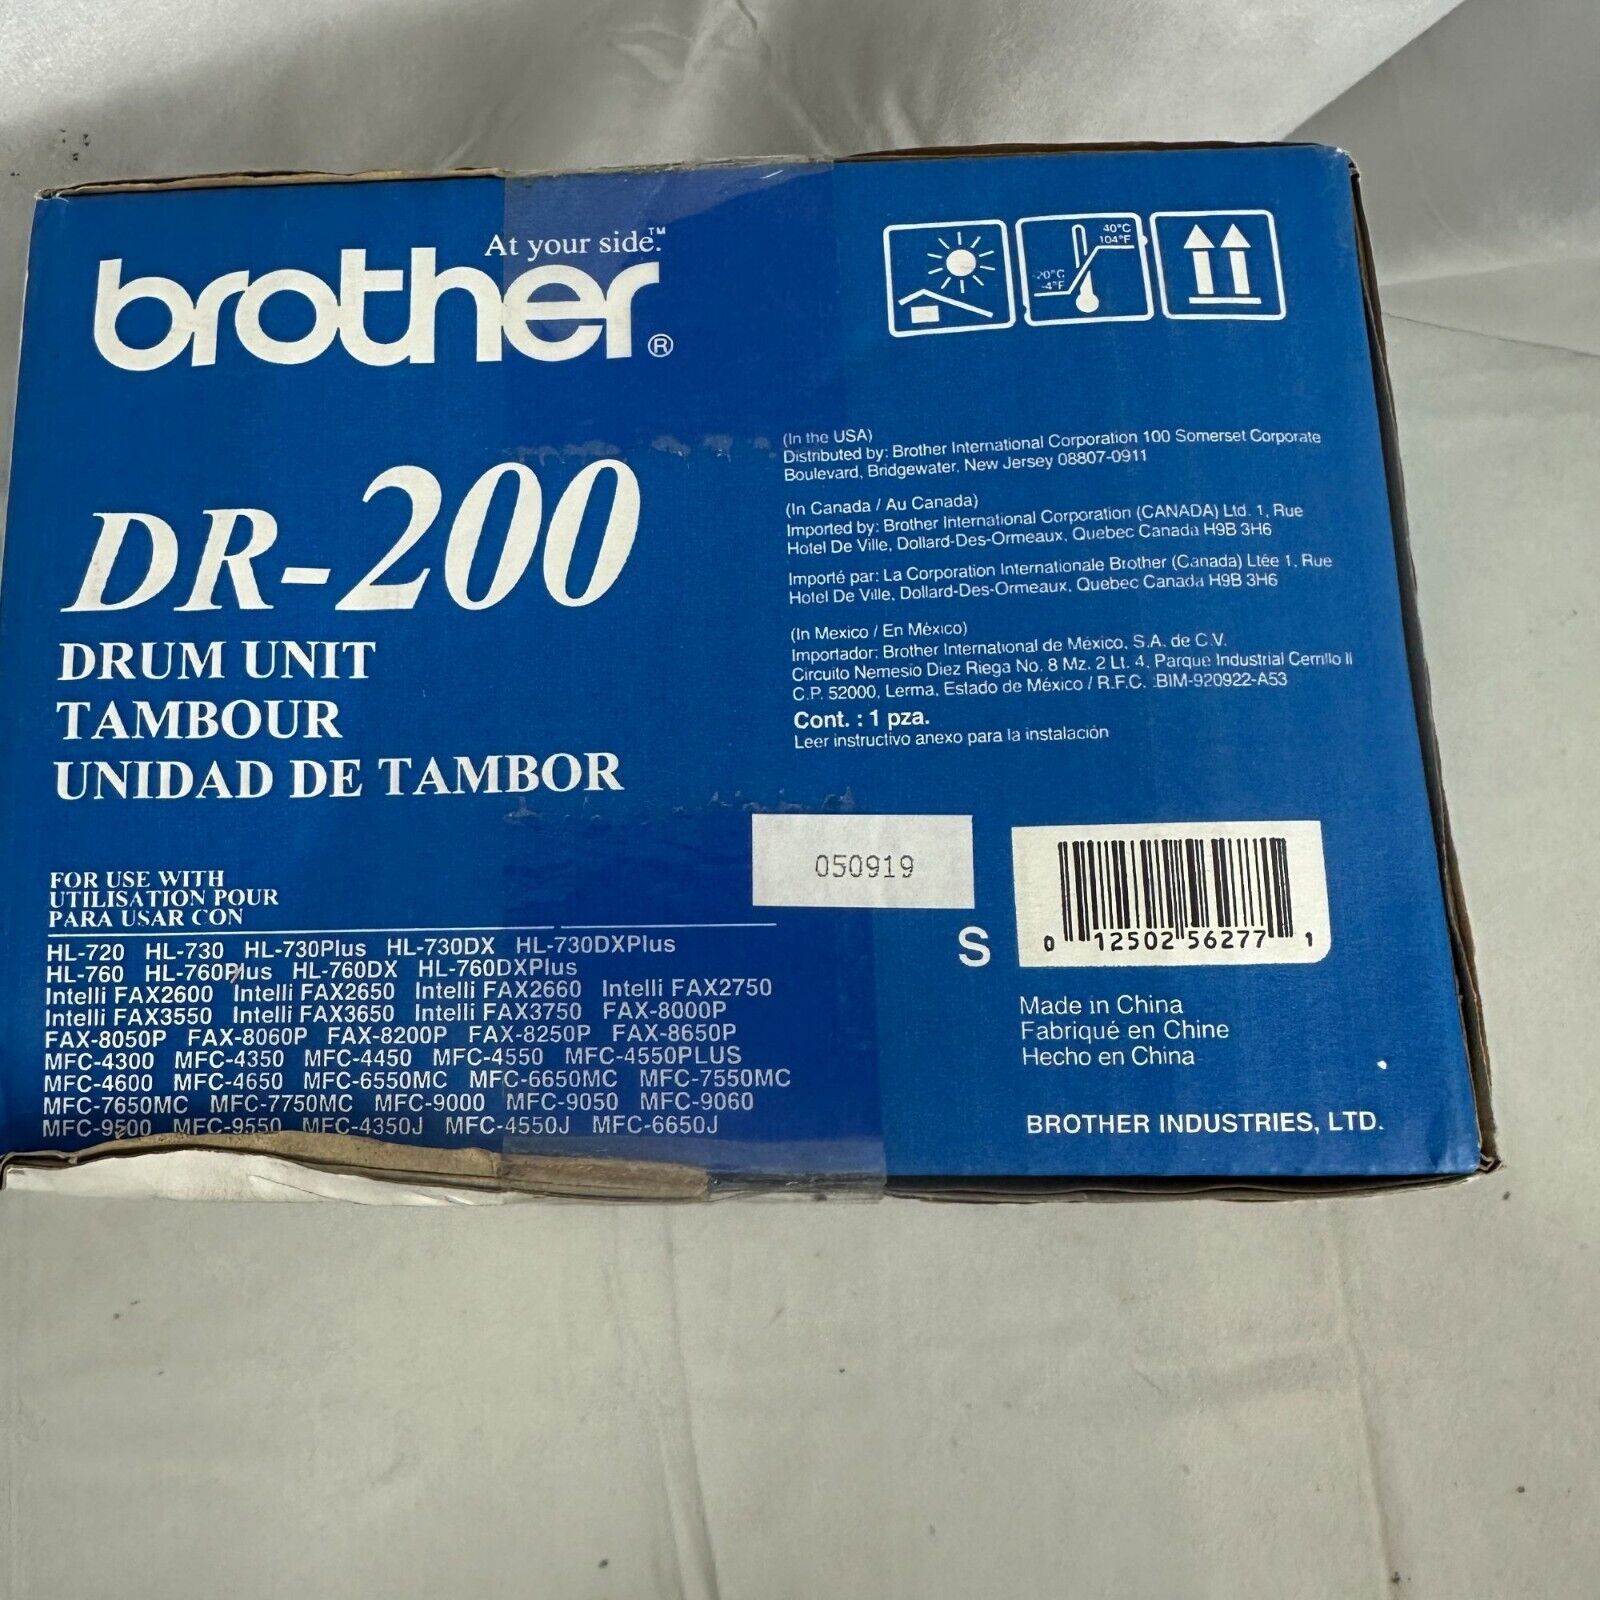 At your side.™
brother®
40°C
104°F
-20°C
-4°F
DR-200
DRUM UNIT
TAMBOUR
UNIDAD DE TAMBOR
FOR USE WITH
UTILISATION POUR
PARA USAR CON
HL-720 HL-730 HL-730Plus HL-730DX HL-730DXPlus
HL-760 HL-760Plus HL-760DX HL-760DXPlus
Intelli FAX2600 Intelli FAX2650 Intelli FAX2660 Intelli FAX2750
Intelli FAX3550 Intelli FAX3650 Intelli FAX3750 FAX-8000P
FAX-8050P FAX-8060P FAX-8200P FAX-8250P FAX-8650P
MFC-4300 MFC-4350 MFC-4450 MFC-4550 MFC-4550PLUS
MFC-4600 MFC-4650 MFC-6550MC MFC-6650MC MFC-7550MC
MFC-7650MC MFC-7750MC MFC-9000 MFC-9050 MFC-9060
MFC-9500 MFC-9550 MFC-4350J MFC-4550J MFC-6650J
(In the USA)
Distributed by: Brother International Corporation 100 Somerset Corporate
Boulevard, Bridgewater, New Jersey 08807-0911
(In Canada / Au Canada)
Imported by: Brother International Corporation (CANADA) Ltd. 1, Rue
Hotel De Ville, Dollard-Des-Ormeaux, Quebec Canada H9B 3H6
Importé par: La Corporation Internationale Brother (Canada) Ltée 1, Rue
Hotel De Ville, Dollard-Des-Ormeaux, Quebec Canada H9B 3H6
(In Mexico / En México)
Importador: Brother International de México, S.A. de C.V.
Circuito Nemesio Diez Riega No. 8 Mz. 2 Lt. 4, Parque Industrial Cerrillo II
C.P. 52000, Lerma, Estado de México / R.F.C. :BIM-920922-A53
Cont. : 1 pza.
Leer instructivo anexo para la instalación
050919
S
0 12502 56277 1
Made in China
Fabriqué en Chine
Hecho en China
BROTHER INDUSTRIES, LTD.